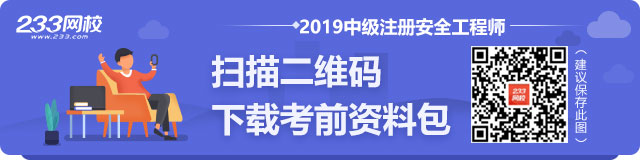 233网校
www.233.com
2019中级注册安全工程师
扫描二维码
下载考前资料包
233网校
（建议保存此图）